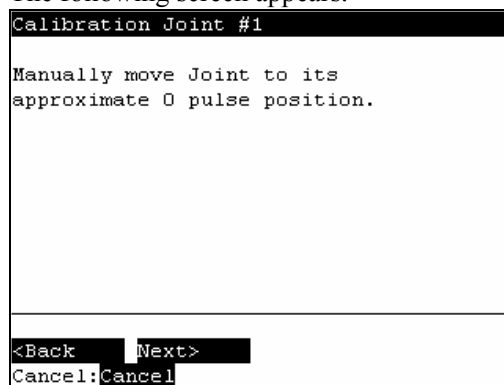 The following screen appears.
Calibration Joint #1
Manually move Joint to its
approximate 0 pulse position.
<Back Next>
Cancel:Cancel